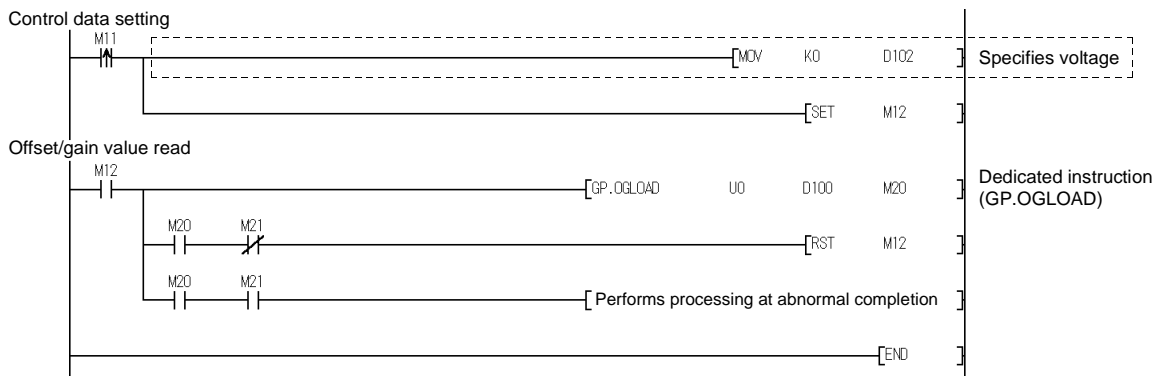 Control data setting
M11
MOV K0 D102 Specifies voltage
SET M12
Offset/gain value read
M12
GP.OGLOAD U0 D100 M20 Dedicated instruction
(GP.OGLOAD)
M20 M21
RST M12
M20 M21
Performs processing at abnormal completion
END